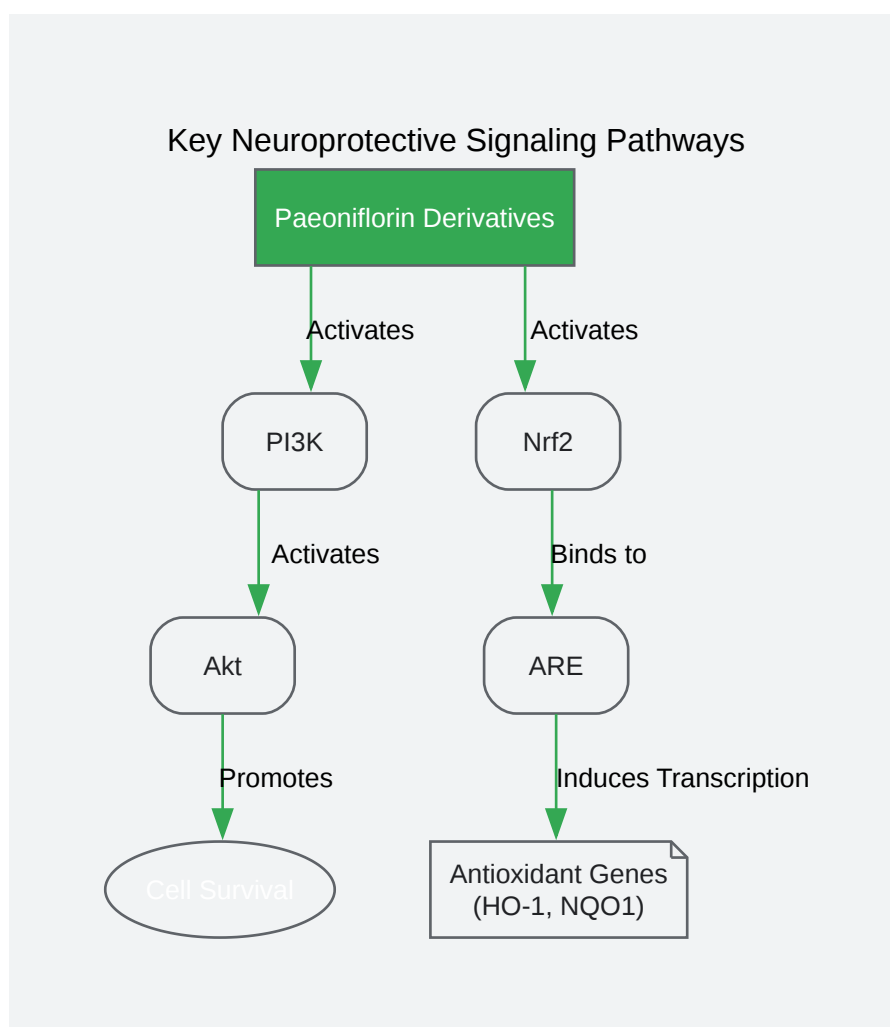 Key Neuroprotective Signaling Pathways
Paeoniflorin Derivatives
Activates
Activates
PI3K
Nrf2
Activates
Binds to
Akt
ARE
Promotes
Induces Transcription
Cell Survival
Antioxidant Genes
(HO-1, NQO1)